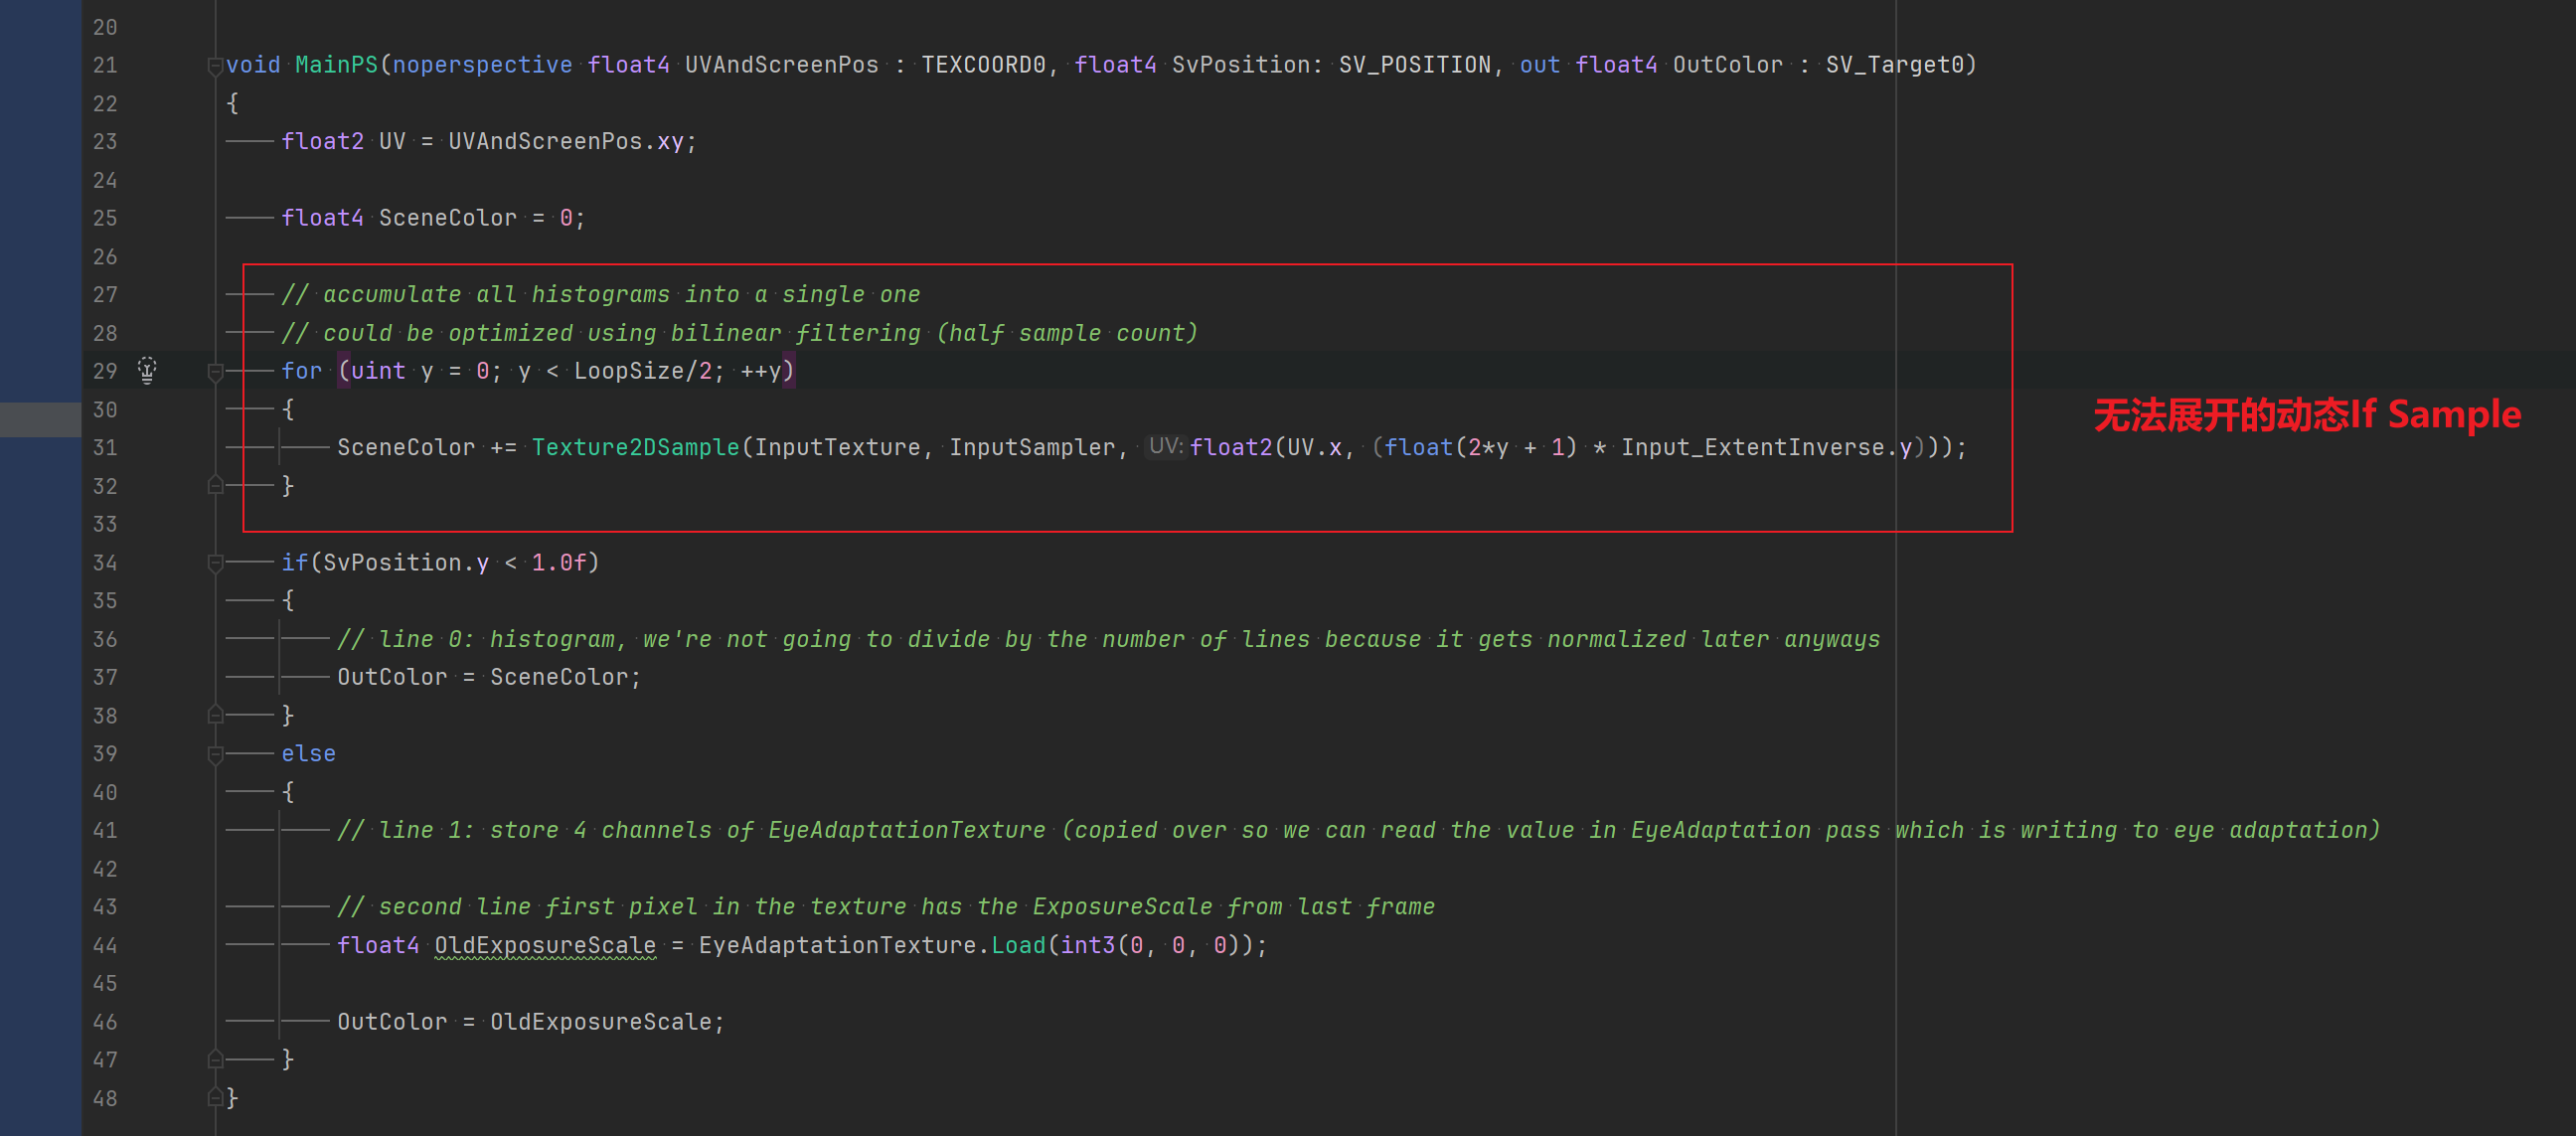 20
21 void MainPS(noperspective float4 UVAndScreenPos : TEXCOORD0, float4 SvPosition: SV_POSITION, out float4 OutColor : SV_Target0)
22 {
23 float2 UV = UVAndScreenPos.xy;
24
25 float4 SceneColor = 0;
26
27 // accumulate all histograms into a single one
28 // could be optimized using bilinear filtering (half sample count)
29 for (uint y = 0; y < LoopSize/2; ++y)
30 {
无法展开的动态If Sample
31 SceneColor += Texture2DSample(InputTexture, InputSampler, UV:float2(UV.x, (float(2*y + 1) * Input_ExtentInverse.y)));
32 }
33
34 if(SvPosition.y < 1.0f)
35 {
36 // line 0: histogram, we're not going to divide by the number of lines because it gets normalized later anyways
37 OutColor = SceneColor;
38 }
39 else
40 {
41 // line 1: store 4 channels of EyeAdaptationTexture (copied over so we can read the value in EyeAdaptation pass which is writing to eye adaptation)
42
43 // second line first pixel in the texture has the ExposureScale from last frame
44 float4 OldExposureScale = EyeAdaptationTexture.Load(int3(0, 0, 0));
45
46 OutColor = OldExposureScale;
47 }
48 }